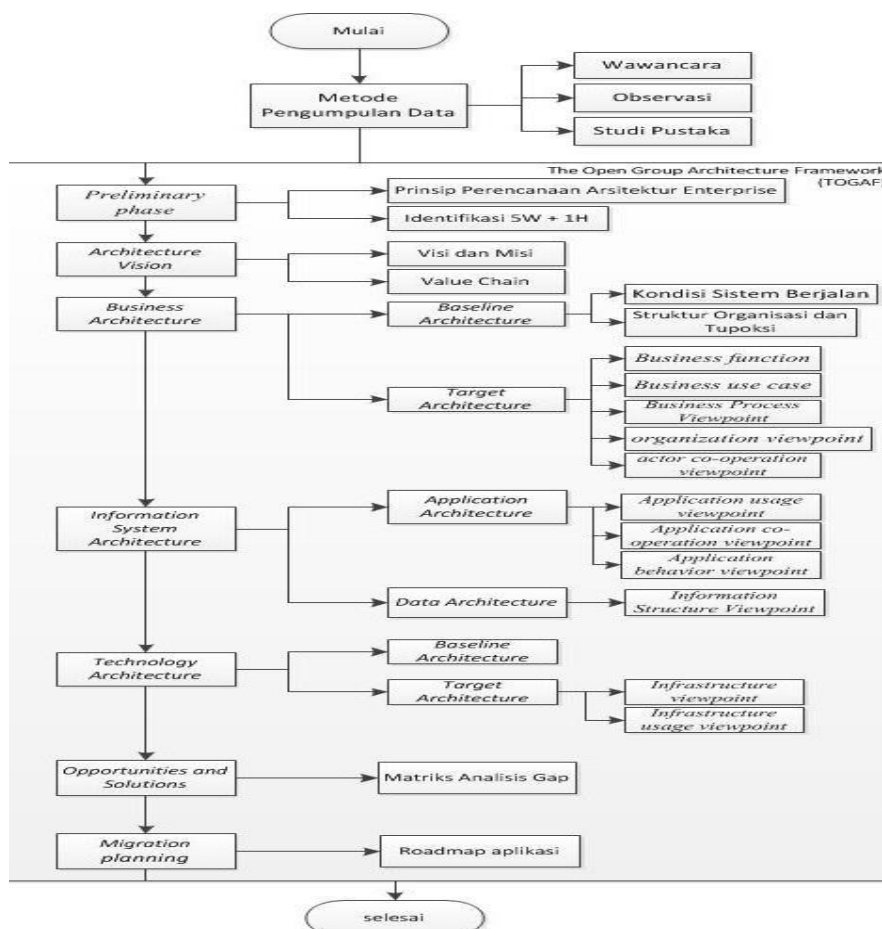 Mulai
Metode
Pengumpulan Data
Wawancara
Observasi
Studi Pustaka
The Open Group Architecture Framework
(TOGAF)
Preliminary
phase
Prinsip Perencanaan Arsitektur Enterprise
Identifikasi 5W + 1H
Architecture
Vision
Visi dan Misi
Value Chain
Business
Architecture
Baseline
Architecture
Kondisi Sistem Berjalan
Struktur Organisasi dan
Tupoksi
Target
Architecture
Business function
Business use case
Business Process
Viewpoint
organization viewpoint
actor co-operation
viewpoint
Information
System
Architecture
Application
Architecture
Application usage
viewpoint
Application co-
operation viewpoint
Application
behavior viewpoint
Data Architecture
Information
Structure Viewpoint
Technology
Architecture
Baseline
Architecture
Target
Architecture
Infrastructure
viewpoint
Infrastructure
usage viewpoint
Opportunities and
Solutions
Matriks Analisis Gap
Migration
planning
Roadmap aplikasi
selesai